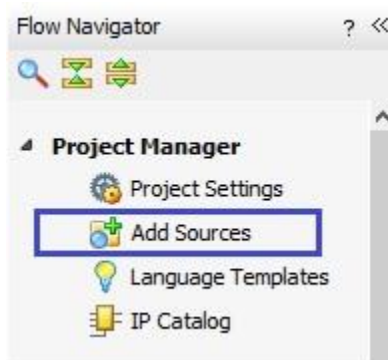 Flow Navigator ? «
Project Manager
Project Settings
Add Sources
Language Templates
IP Catalog